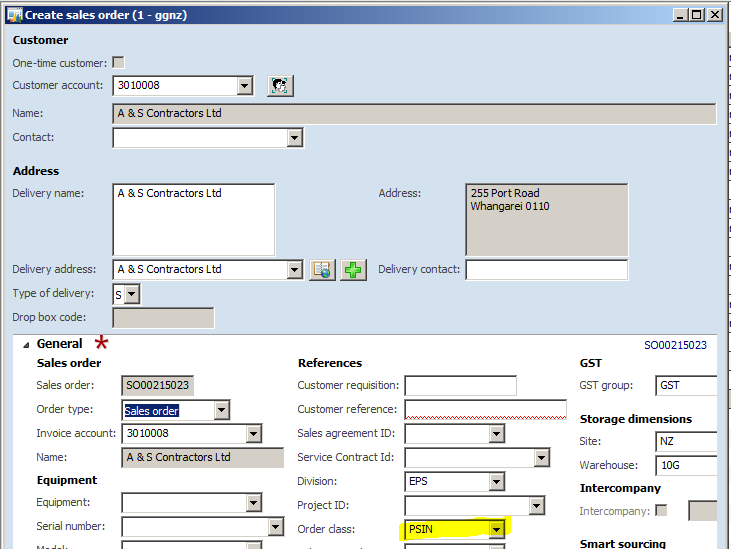 Create sales order (1 - ggnz)
Customer
One-time customer:
Customer account: 3010008
Name: A & S Contractors Ltd
Contact:
Address
Delivery name: A & S Contractors Ltd
Address: 255 Port Road
Whangarei 0110
Delivery address: A & S Contractors Ltd
Delivery contact:
Type of delivery: S
Drop box code:
General *
SO00215023
Sales order
Sales order: SO00215023
Order type: Sales order
Invoice account: 3010008
Name: A & S Contractors Ltd
Equipment
Equipment:
Serial number:
References
Customer requisition:
Customer reference:
Sales agreement ID:
Service Contract Id:
Division: EPS
Project ID:
Order class: PSIN
GST
GST group: GST
Storage dimensions
Site: NZ
Warehouse: 10G
Intercompany
Intercompany:
Smart sourcing